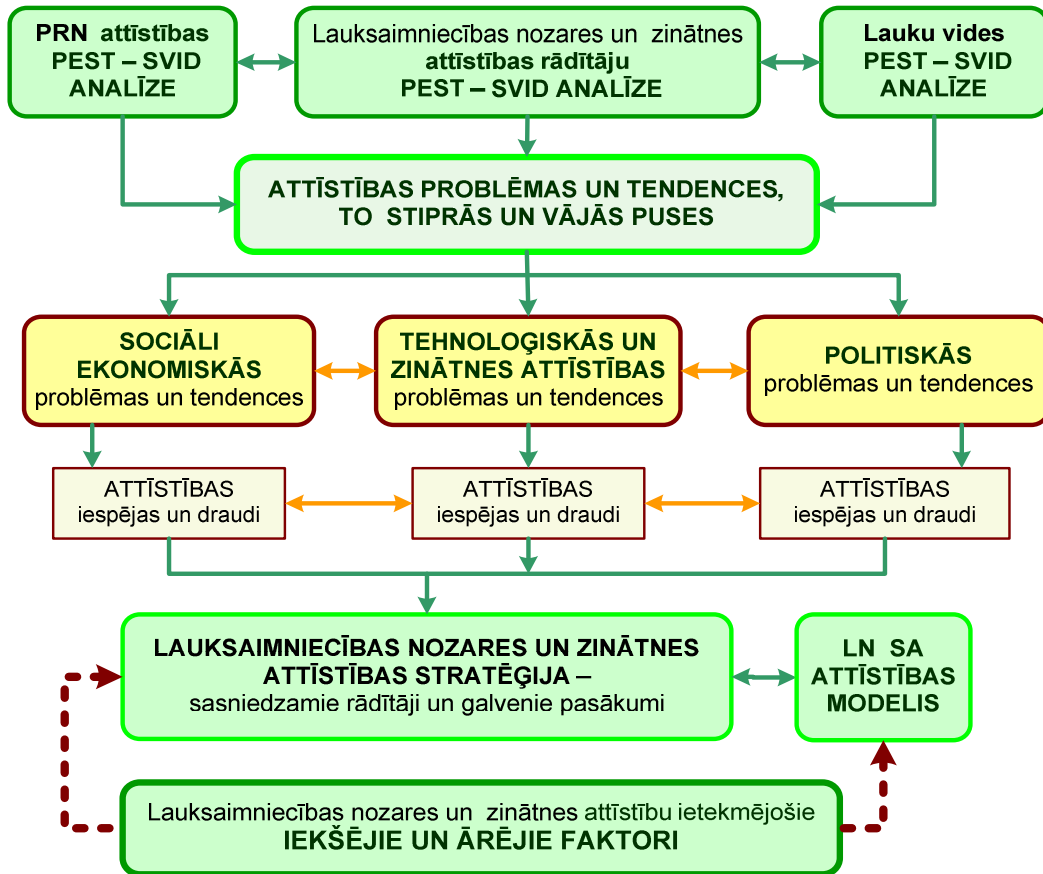 PRN attīstības
PEST – SVID
ANALĪZE
Lauksaimniecības nozares un zinātnes
attīstības rādītāju
PEST – SVID ANALĪZE
Lauku vides
PEST – SVID
ANALĪZE
ATTĪSTĪBAS PROBLĒMAS UN TENDENCES,
TO STIPRĀS UN VĀJĀS PUSES
SOCIĀLI
EKONOMISKĀS
problēmas un tendences
TEHNOLOĢISKĀS UN
ZINĀTNES ATTĪSTĪBAS
problēmas un tendences
POLITISKĀS
problēmas un tendences
ATTĪSTĪBAS
iespējas un draudi
ATTĪSTĪBAS
iespējas un draudi
ATTĪSTĪBAS
iespējas un draudi
LAUKSAIMNIECĪBAS NOZARES UN ZINĀTNES
ATTĪSTĪBAS STRATĒĢIJA –
sasniedzamie rādītāji un galvenie pasākumi
LN SA
ATTĪSTĪBAS
MODELIS
Lauksaimniecības nozares un zinātnes attīstību ietekmējošie
IEKŠĒJIE UN ĀRĒJIE FAKTORI